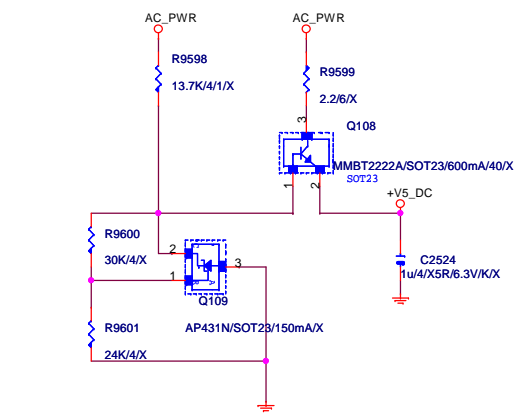 AC_PWR
AC_PWR
R9598
13.7K/4/1/X
R9599
2.2/6/X
3
Q108
MMBT2222A/SOT23/600mA/40/X
SOT23
1
2
+V5_DC
R9600
30K/4/X
2
1
3
Q109
C2524
1u/4/X5R/6.3V/K/X
R9601
24K/4/X
AP431N/SOT23/150mA/X